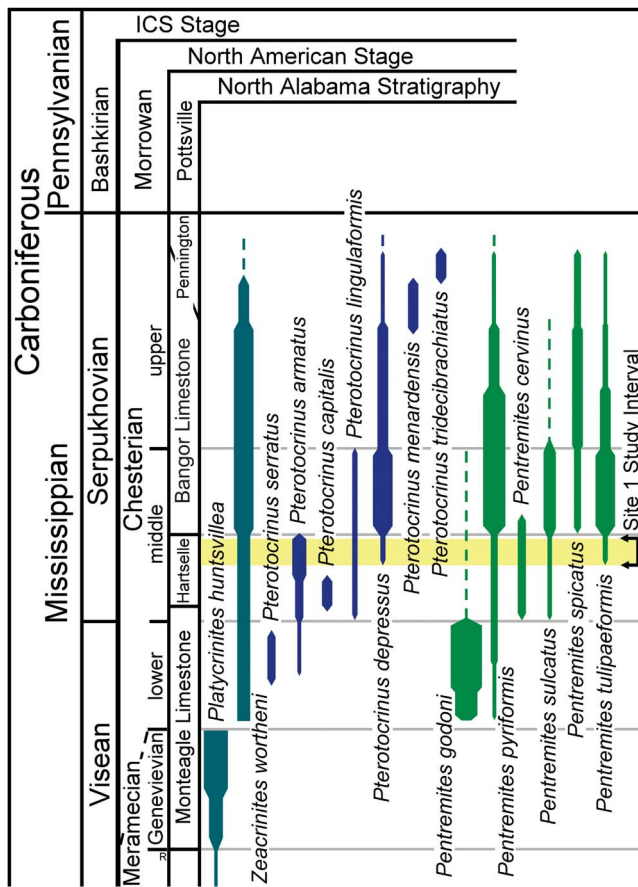 ICS Stage
North American Stage
North Alabama Stratigraphy
Carboniferous
Pennsylvanian
Mississippian
Bashkirian
Serpukhovian
Visean
Morrowan
Chesterian
upper
middle
lower
Genevievian
Meramecian
Pottsville
Pennington
Bangor Limestone
Hartselle
Monteagle Limestone
R
Platycrinites huntsvillea
Zeacrinites wortheni
Pterotocrinus serratus
Pterotocrinus armatus
Pterotocrinus capitalis
Pterotocrinus lingulaformis
Pterotocrinus depressus
Pterotocrinus menardensis
Pterotocrinus tridecibrachiatus
Pentremites godoni
Pentremites pyriformis
Pentremites cervinus
Pentremites sulcatus
Pentremites spicatus
Pentremites tulipaeformis
Site 1 Study Interval